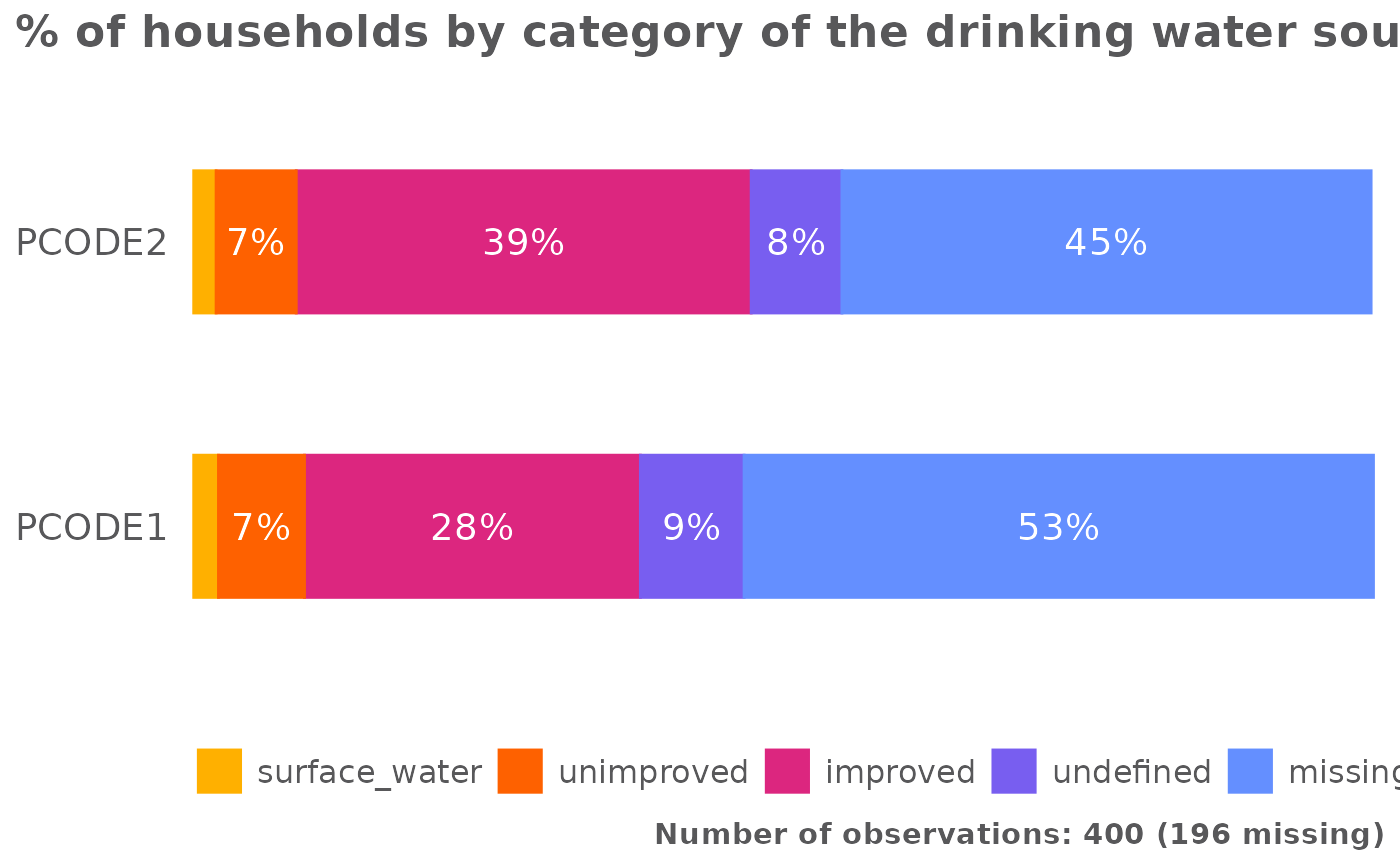 % of households by category of the drinking water sou
PCODE2 7% 39% 8% 45%
PCODE1 7% 28% 9% 53%
surface_water unimproved improved undefined missing
Number of observations: 400 (196 missing)